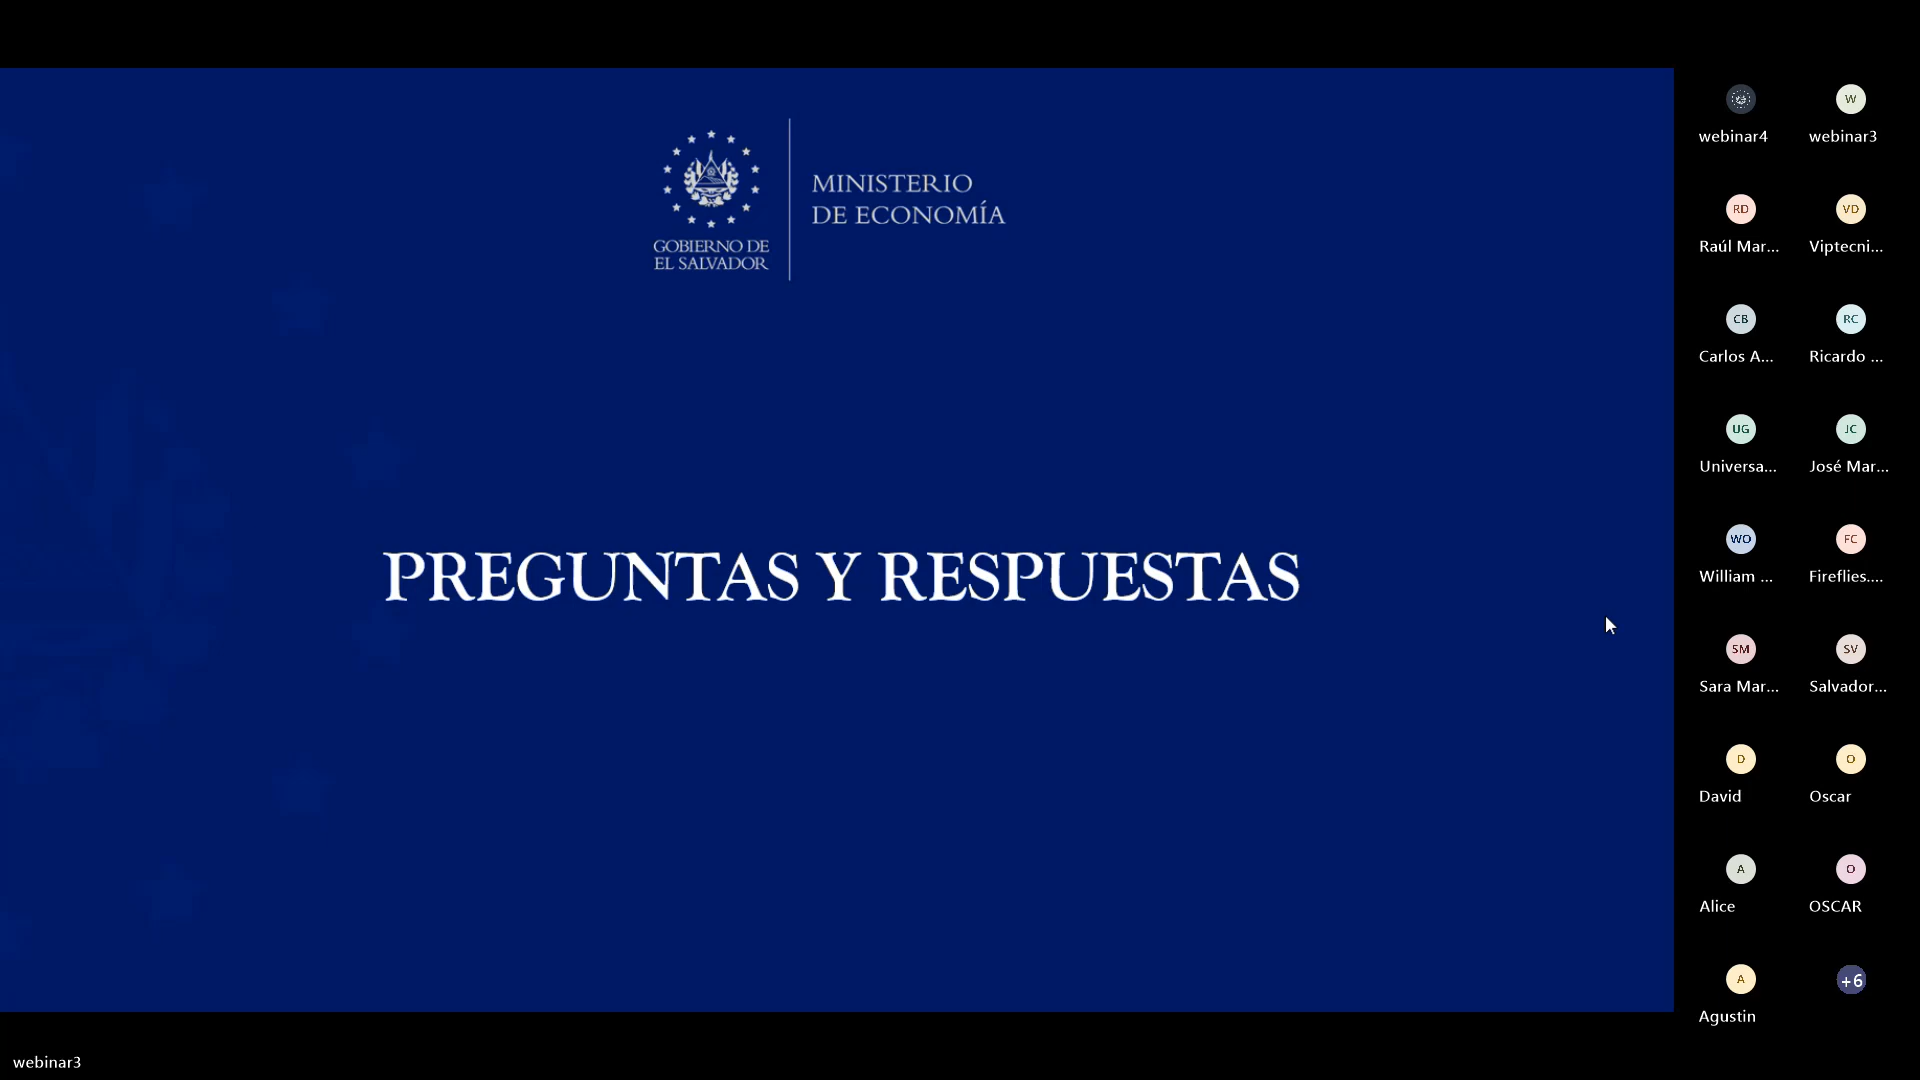 GOBIERNO DE
EL SALVADOR
MINISTERIO
DE ECONOMÍA
PREGUNTAS Y RESPUESTAS
webinar4
W
webinar3
RD
Raúl Mar...
VD
Viptecni...
CB
Carlos A...
RC
Ricardo ...
UG
Universa...
JC
José Mar...
WO
William ...
FC
Fireflies....
SM
Sara Mar...
SV
Salvador...
D
David
O
Oscar
A
Alice
O
OSCAR
A
Agustin
+6
webinar3